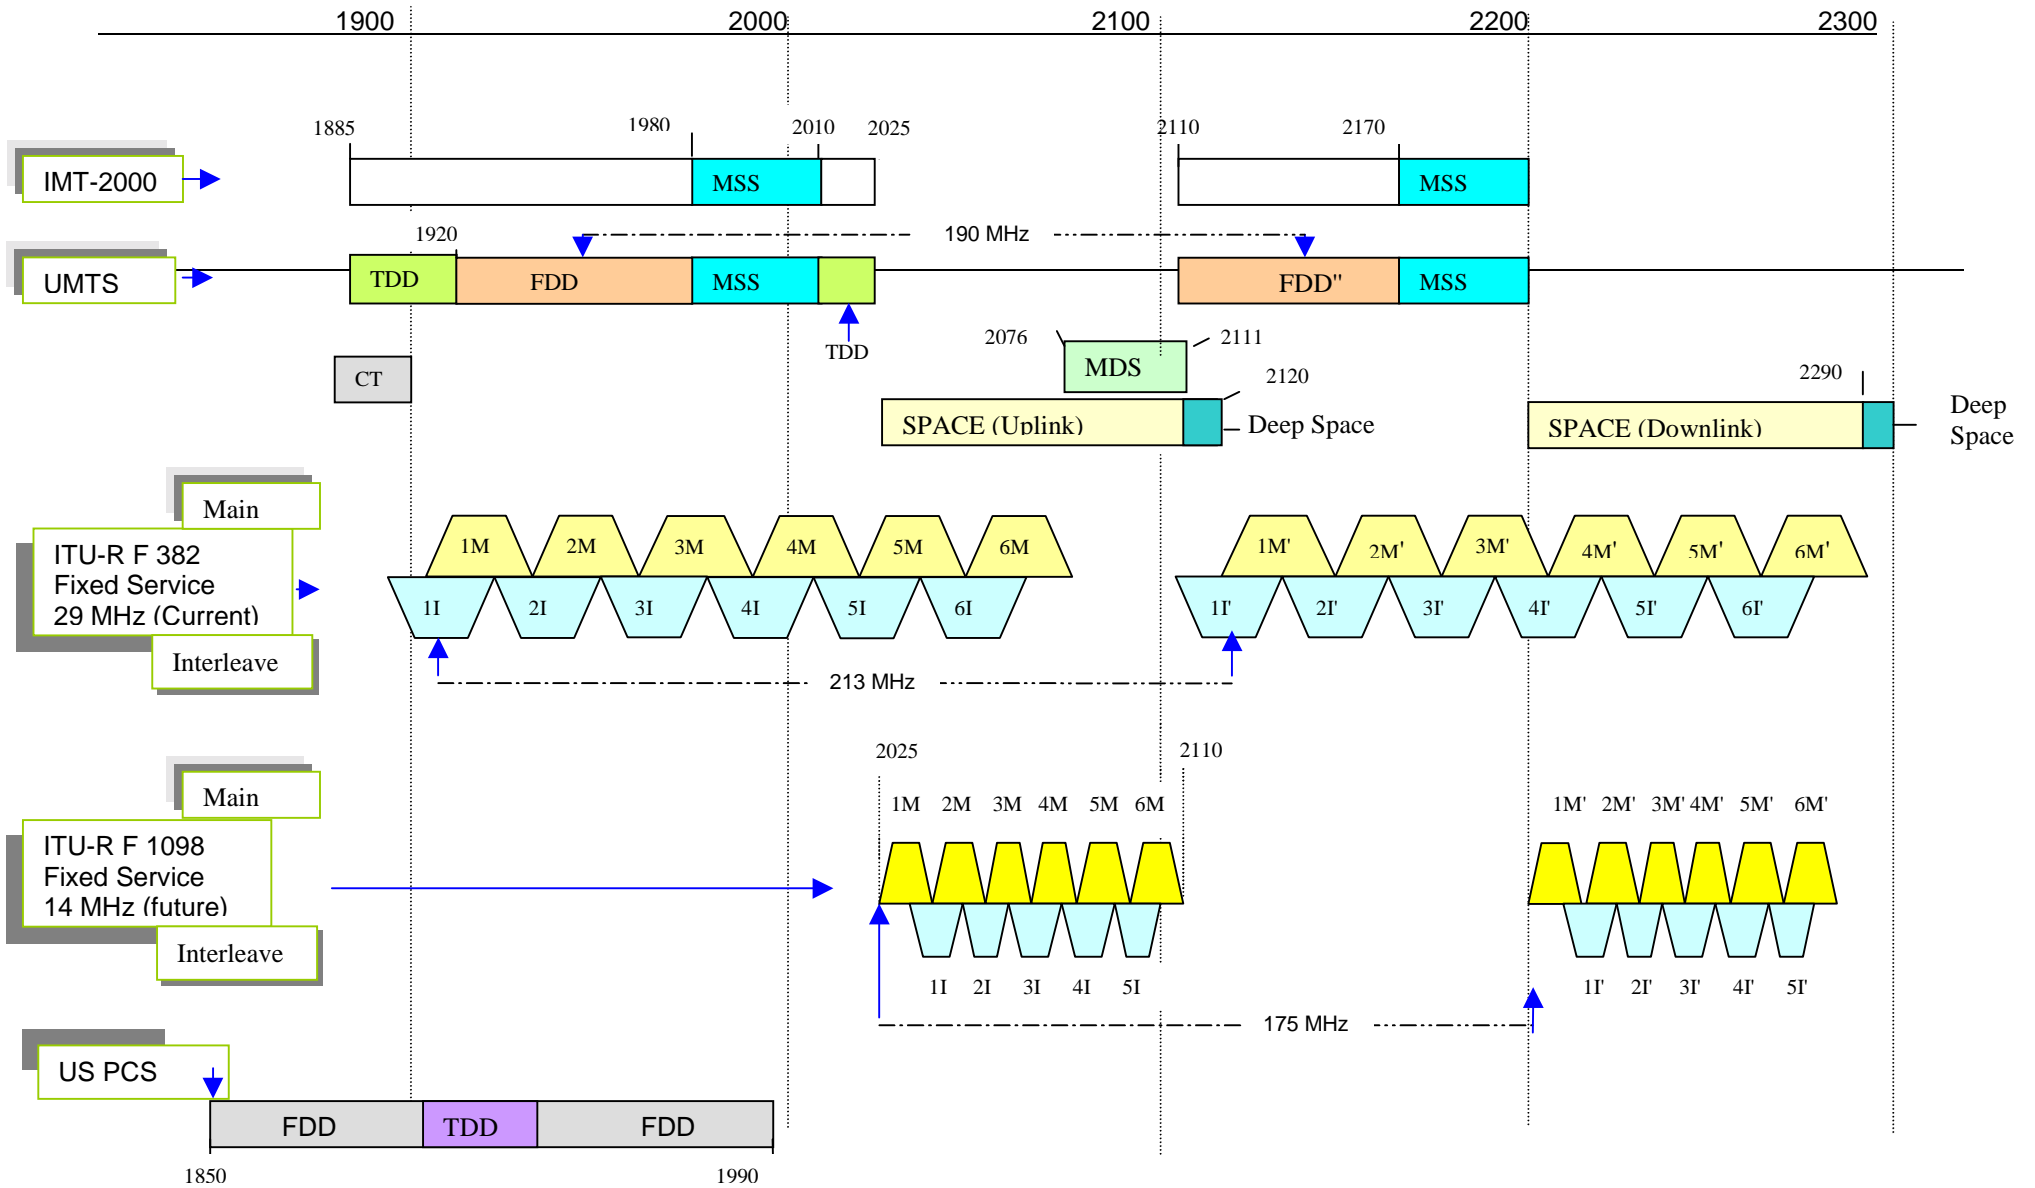 1900 2000 2100 2200 2300
1885 1980 2010 2025 2110 2170
IMT-2000 MSS MSS
1920 190 MHz
UMTS TDD FDD MSS FDD" MSS
TDD
2076 2111
CT MDS 2120 2290
SPACE (Uplink) Deep Space SPACE (Downlink) Deep
Space
Main
1M 2M 3M 4M 5M 6M 1M' 2M' 3M' 4M' 5M' 6M'
ITU-R F 382
Fixed Service
29 MHz (Current)
1I 2I 3I 4I 5I 6I 1I' 2I' 3I' 4I' 5I' 6I'
Interleave
213 MHz
2025 2110
Main
1M 2M 3M 4M 5M 6M 1M' 2M' 3M' 4M' 5M' 6M'
ITU-R F 1098
Fixed Service
14 MHz (future)
Interleave
1I 2I 3I 4I 5I 1I' 2I' 3I' 4I' 5I'
175 MHz
US PCS
FDD TDD FDD
1850 1990